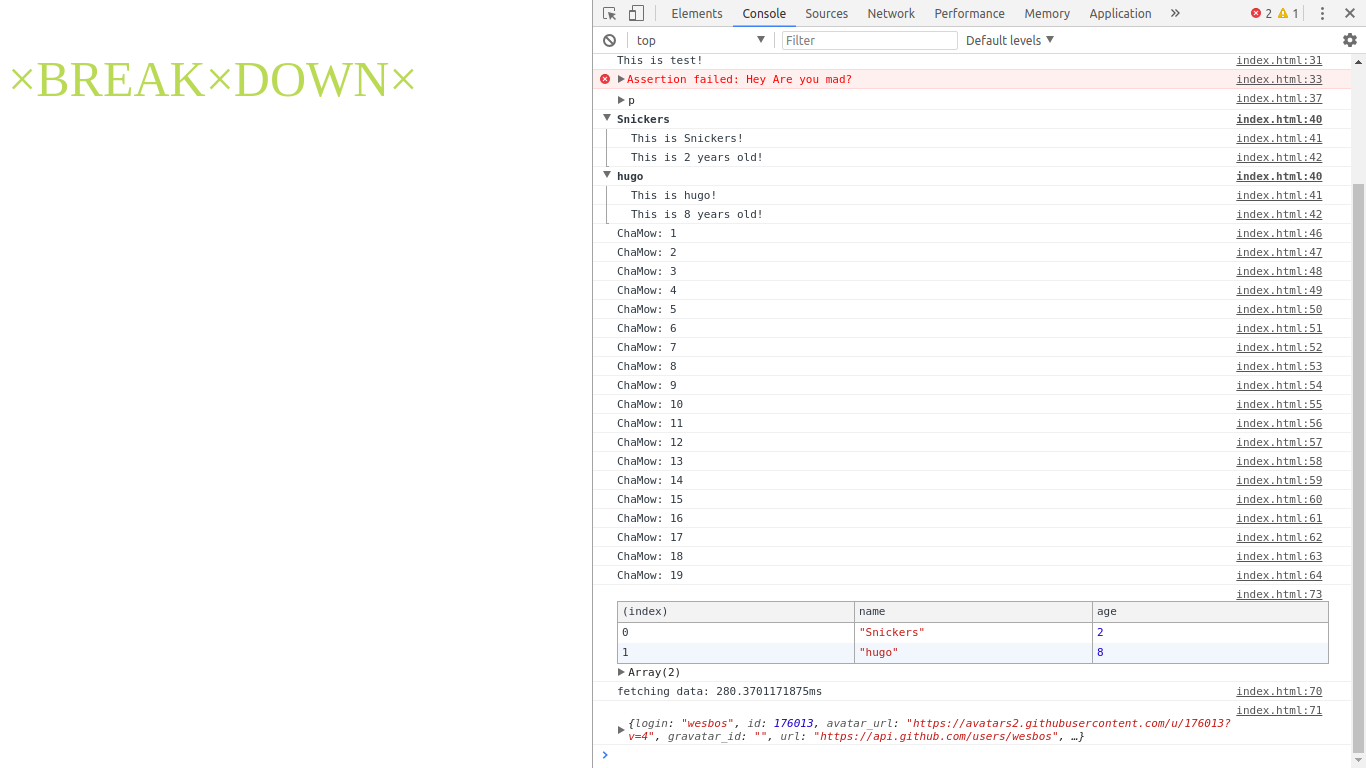 ×BREAK×DOWN×
Elements Console Sources Network Performance Memory Application » 2 1
top Filter Default levels
This is test! index.html:31
Assertion failed: Hey Are you mad? index.html:33
p index.html:37
Snickers index.html:40
This is Snickers! index.html:41
This is 2 years old! index.html:42
hugo index.html:40
This is hugo! index.html:41
This is 8 years old! index.html:42
ChaMow: 1 index.html:46
ChaMow: 2 index.html:47
ChaMow: 3 index.html:48
ChaMow: 4 index.html:49
ChaMow: 5 index.html:50
ChaMow: 6 index.html:51
ChaMow: 7 index.html:52
ChaMow: 8 index.html:53
ChaMow: 9 index.html:54
ChaMow: 10 index.html:55
ChaMow: 11 index.html:56
ChaMow: 12 index.html:57
ChaMow: 13 index.html:58
ChaMow: 14 index.html:59
ChaMow: 15 index.html:60
ChaMow: 16 index.html:61
ChaMow: 17 index.html:62
ChaMow: 18 index.html:63
ChaMow: 19 index.html:64
index.html:73
(index) name age
0 "Snickers" 2
1 "hugo" 8
Array(2)
fetching data: 280.3701171875ms index.html:70
index.html:71
{login: "wesbos", id: 176013, avatar_url: "https://avatars2.githubusercontent.com/u/176013?
v=4", gravatar_id: "", url: "https://api.github.com/users/wesbos", …}